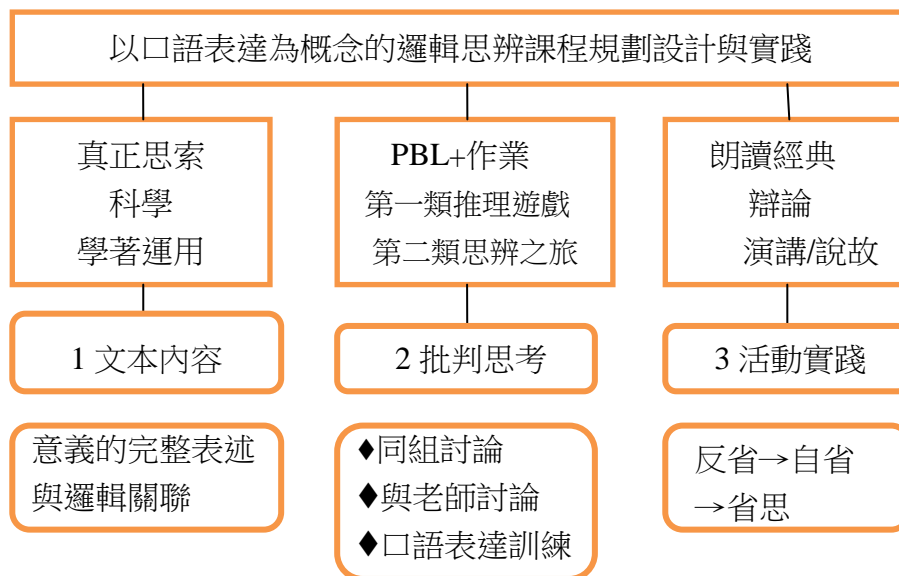 以口語表達為概念的邏輯思辨課程規劃設計與實踐
真正思索
科學
學著運用
PBL+作業
第一類推理遊戲
第二類思辨之旅
朗讀經典
辯論
演講/說故
1 文本內容
2 批判思考
3 活動實踐
意義的完整表述
與邏輯關聯
♦同組討論
♦與老師討論
♦口語表達訓練
反省→自省
→省思